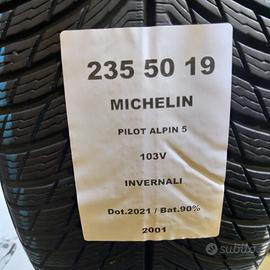 235 50 19
MICHELIN
PILOT ALPIN 5
103V
INVERNALI
Dot.2021 / Bat.90%
2001
subito